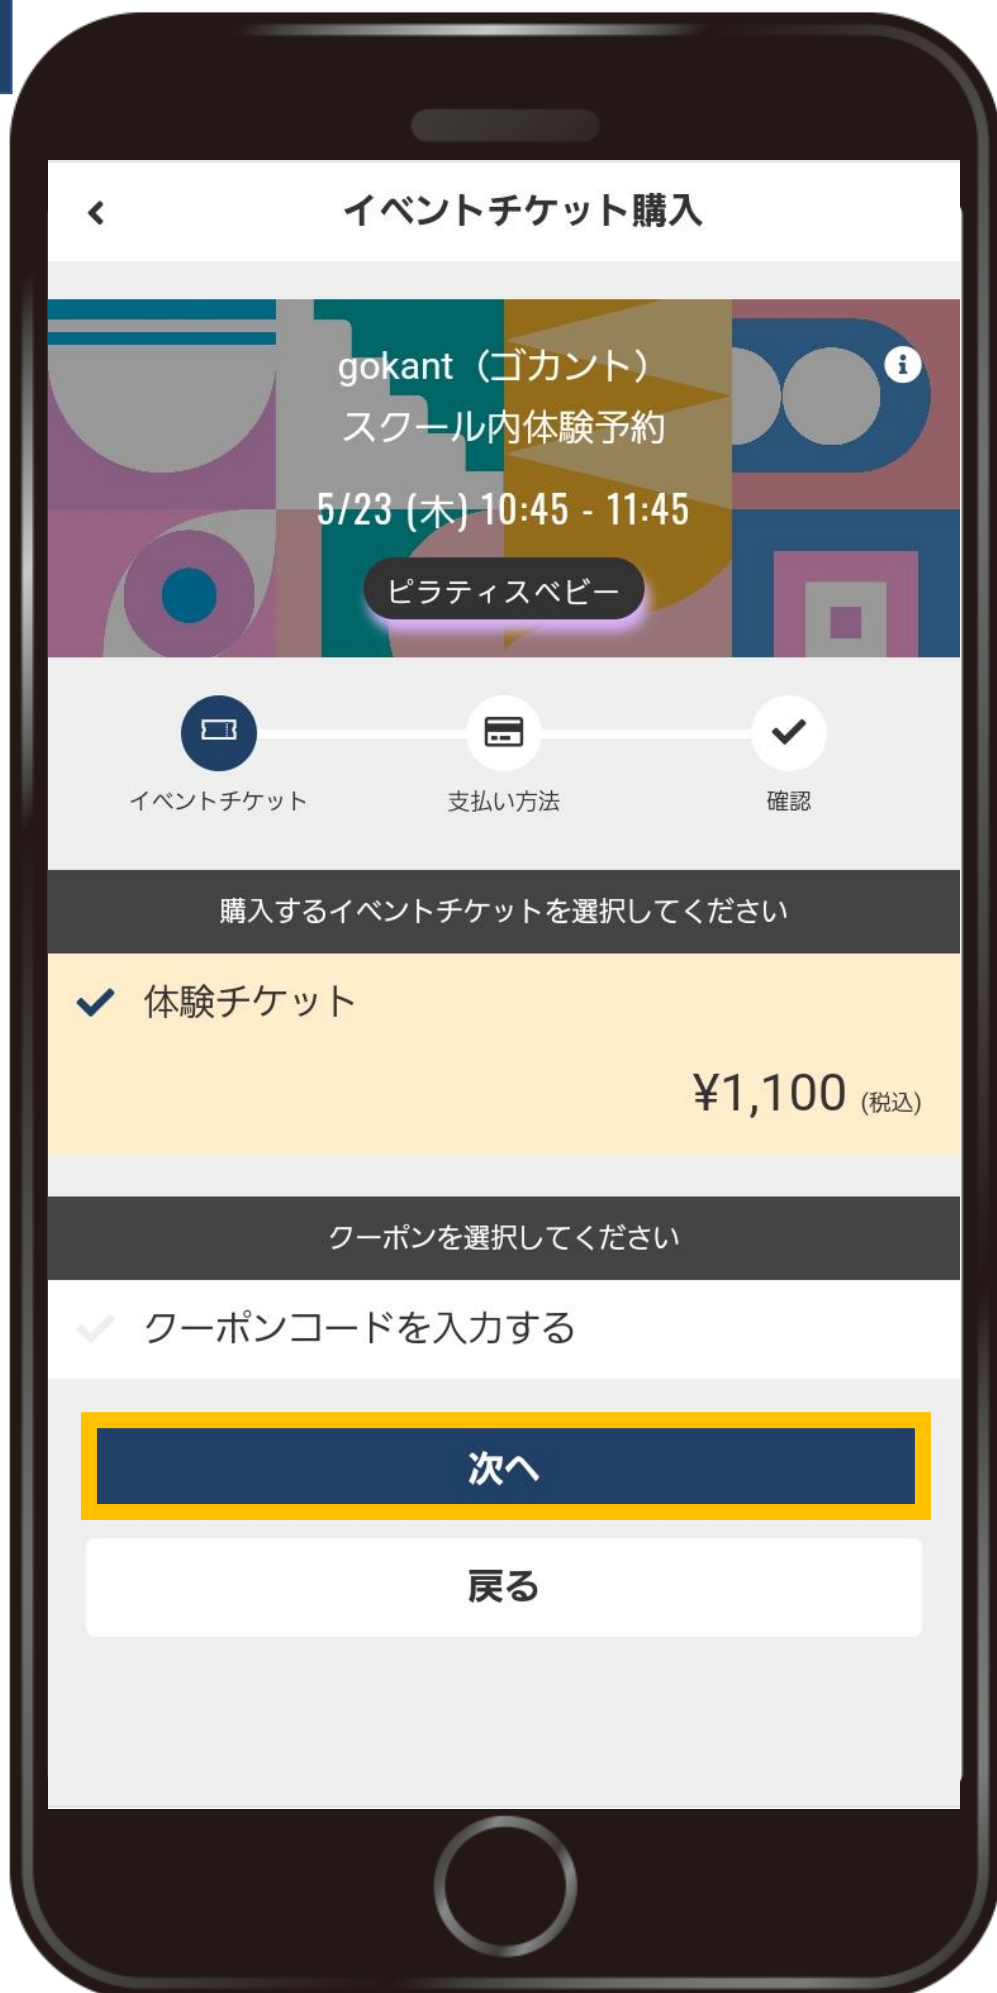 イベントチケット購入
gokant（ゴカント）
スクール内体験予約
5/23 (木) 10:45 - 11:45
ピラティスベビー
イベントチケット
支払い方法
確認
購入するイベントチケットを選択してください
体験チケット
¥1,100 (税込)
クーポンを選択してください
クーポンコードを入力する
次へ
戻る